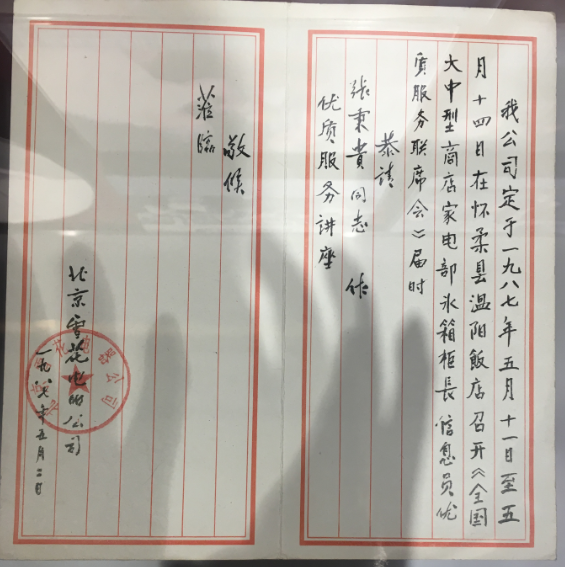 我公司定于一九八七年五月十一日至五
月十四日在怀柔县温阳飯店召开《全国
大中型商店家电部冰箱柜長信息员优
质服务联席会》届时
恭请
张秉貴同志 作
优质服务讲座
敬候
莅臨
北京雪花电器公司
一九八七年五月二日